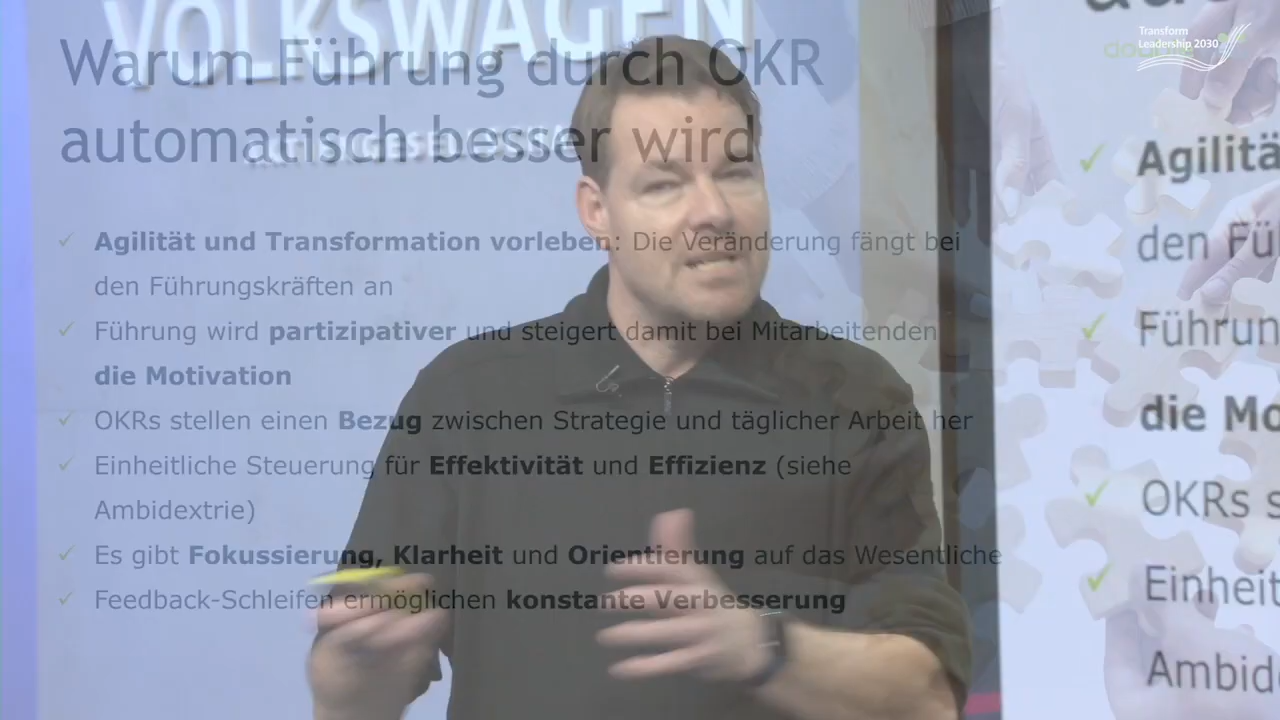 VOLKSWAGEN
AKTIENGESELLSCHAFT
Transform
Leadership 2030
Warum Führung durch OKR
automatisch besser wird
Agilität und Transformation vorleben: Die Veränderung fängt bei
den Führungskräften an
Führung wird partizipativer und steigert damit bei Mitarbeitenden
die Motivation
OKRs stellen einen Bezug zwischen Strategie und täglicher Arbeit her
Einheitliche Steuerung für Effektivität und Effizienz (siehe
Ambidextrie)
Es gibt Fokussierung, Klarheit und Orientierung auf das Wesentliche
Feedback-Schleifen ermöglichen konstante Verbesserung
Agilitä
den Fü
Führun
die Mo
OKRs s
Einheit
Ambide